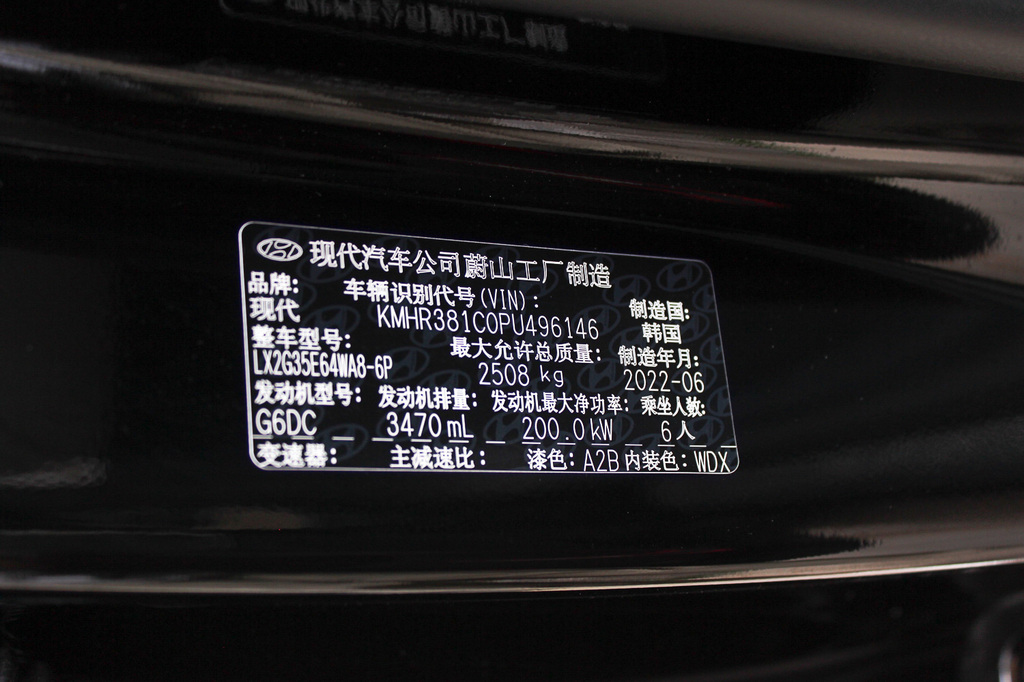 现代汽车公司蔚山工厂制造
品牌: 车辆识别代号(VIN): 制造国:
现代 KMHR381C0PU496146 韩国
整车型号: 最大允许总质量: 制造年月:
LX2G35E64WA8-6P 2508 kg 2022-06
发动机型号: 发动机排量: 发动机最大净功率: 乘坐人数:
G6DC 3470 mL 200.0 kW 6人
变速器: 主减速比: 漆色: A2B 内装色: WDX